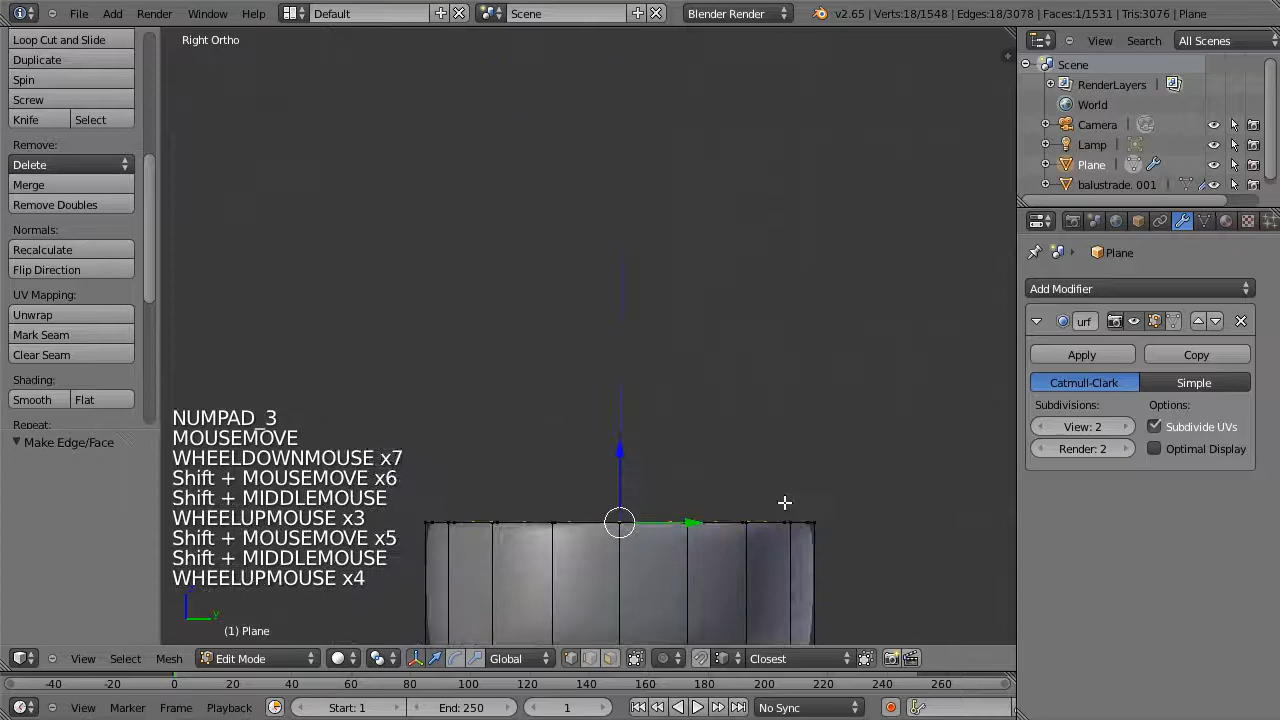 File Add Render Window Help Default Scene Blender Render v2.65 | Verts:18/1548 | Edges:18/3078 | Faces:1/1531 | Tris:3076 | Plane
Loop Cut and Slide
Duplicate
Spin
Screw
Knife Select
Remove:
Delete
Merge
Remove Doubles
Normals:
Recalculate
Flip Direction
UV Mapping:
Unwrap
Mark Seam
Clear Seam
Shading:
Smooth Flat
Repeat:
Make Edge/Face
Right Ortho
NUMPAD_3
MOUSEMOVE
WHEELDOWNMOUSE x7
Shift + MOUSEMOVE x6
Shift + MIDDLEMOUSE
WHEELUPMOUSE x3
Shift + MOUSEMOVE x5
Shift + MIDDLEMOUSE
WHEELUPMOUSE x4
y
(1) Plane
View Search All Scenes
Scene
RenderLayers
World
Camera
Lamp
Plane
balustrade. 001
Plane
Add Modifier
urf
Apply Copy
Catmull-Clark Simple
Subdivisions: Options:
View: 2 Subdivide UVs
Render: 2 Optimal Display
View Select Mesh Edit Mode Global Closest
-40 -20 0 20 40 60 80 100 120 140 160 180 200 220 240 260
View Marker Frame Playback Start: 1 End: 250 1 No Sync